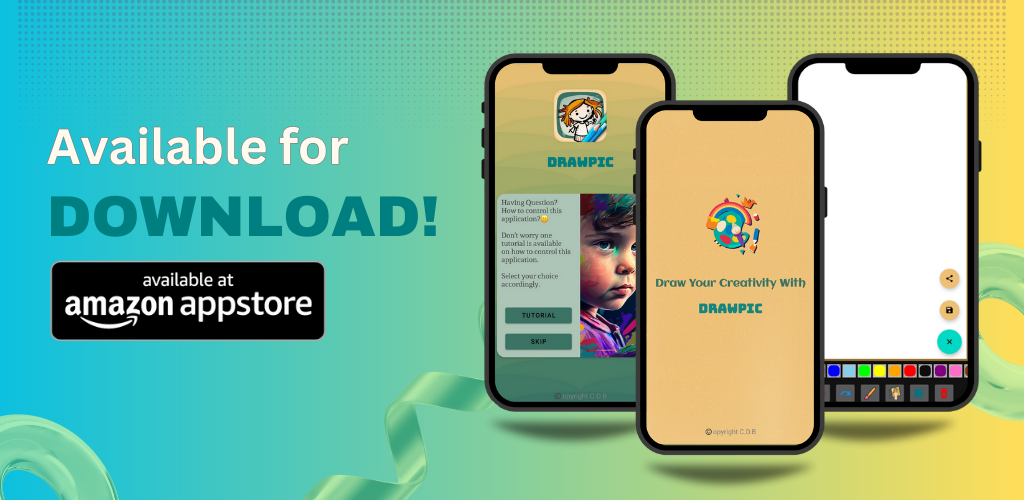 Available for
DOWNLOAD!
available at
amazon appstore
DRAWPIC
Having Question?
How to control this
application?🤔
Don't worry one
tutorial is available
on how to control this
application.
Select your choice
accordingly.
TUTORIAL
SKIP
© opyright C.D.B
Draw Your Creativity With
DRAWPIC
© opyright C.D.B